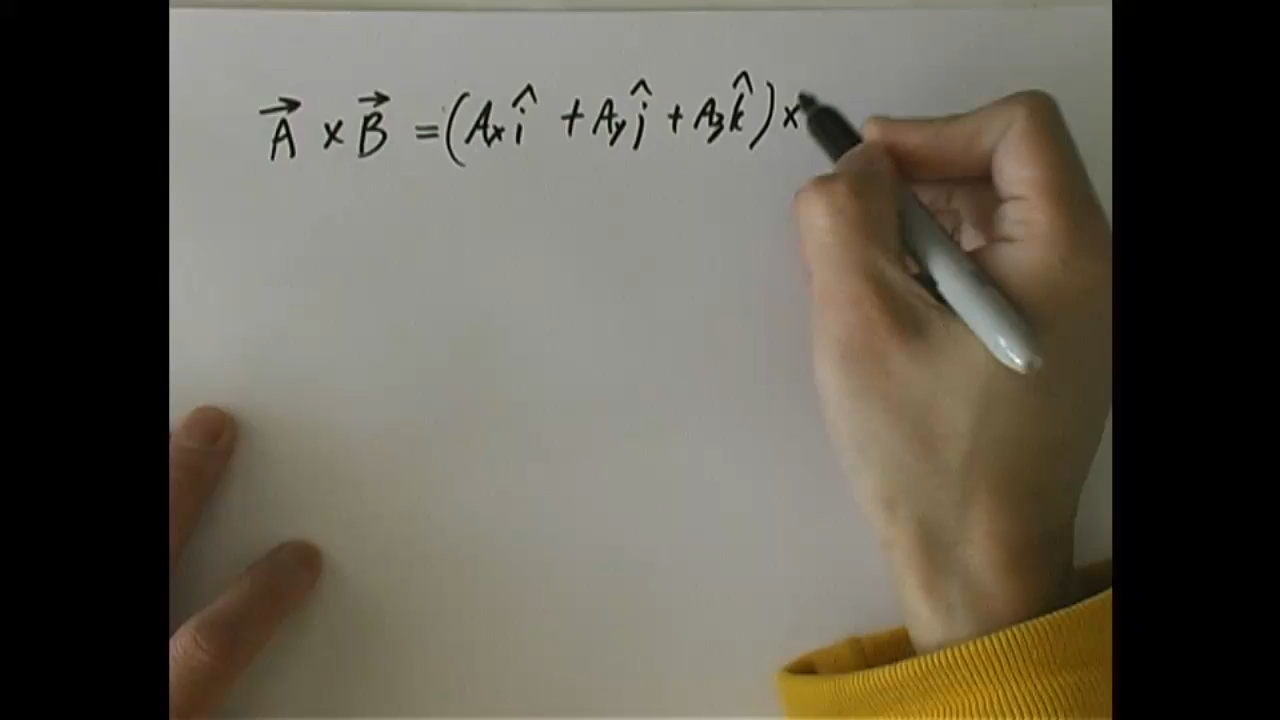 A⃗ × B⃗ = (Ax î + Ay ĵ + Az k̂) ×